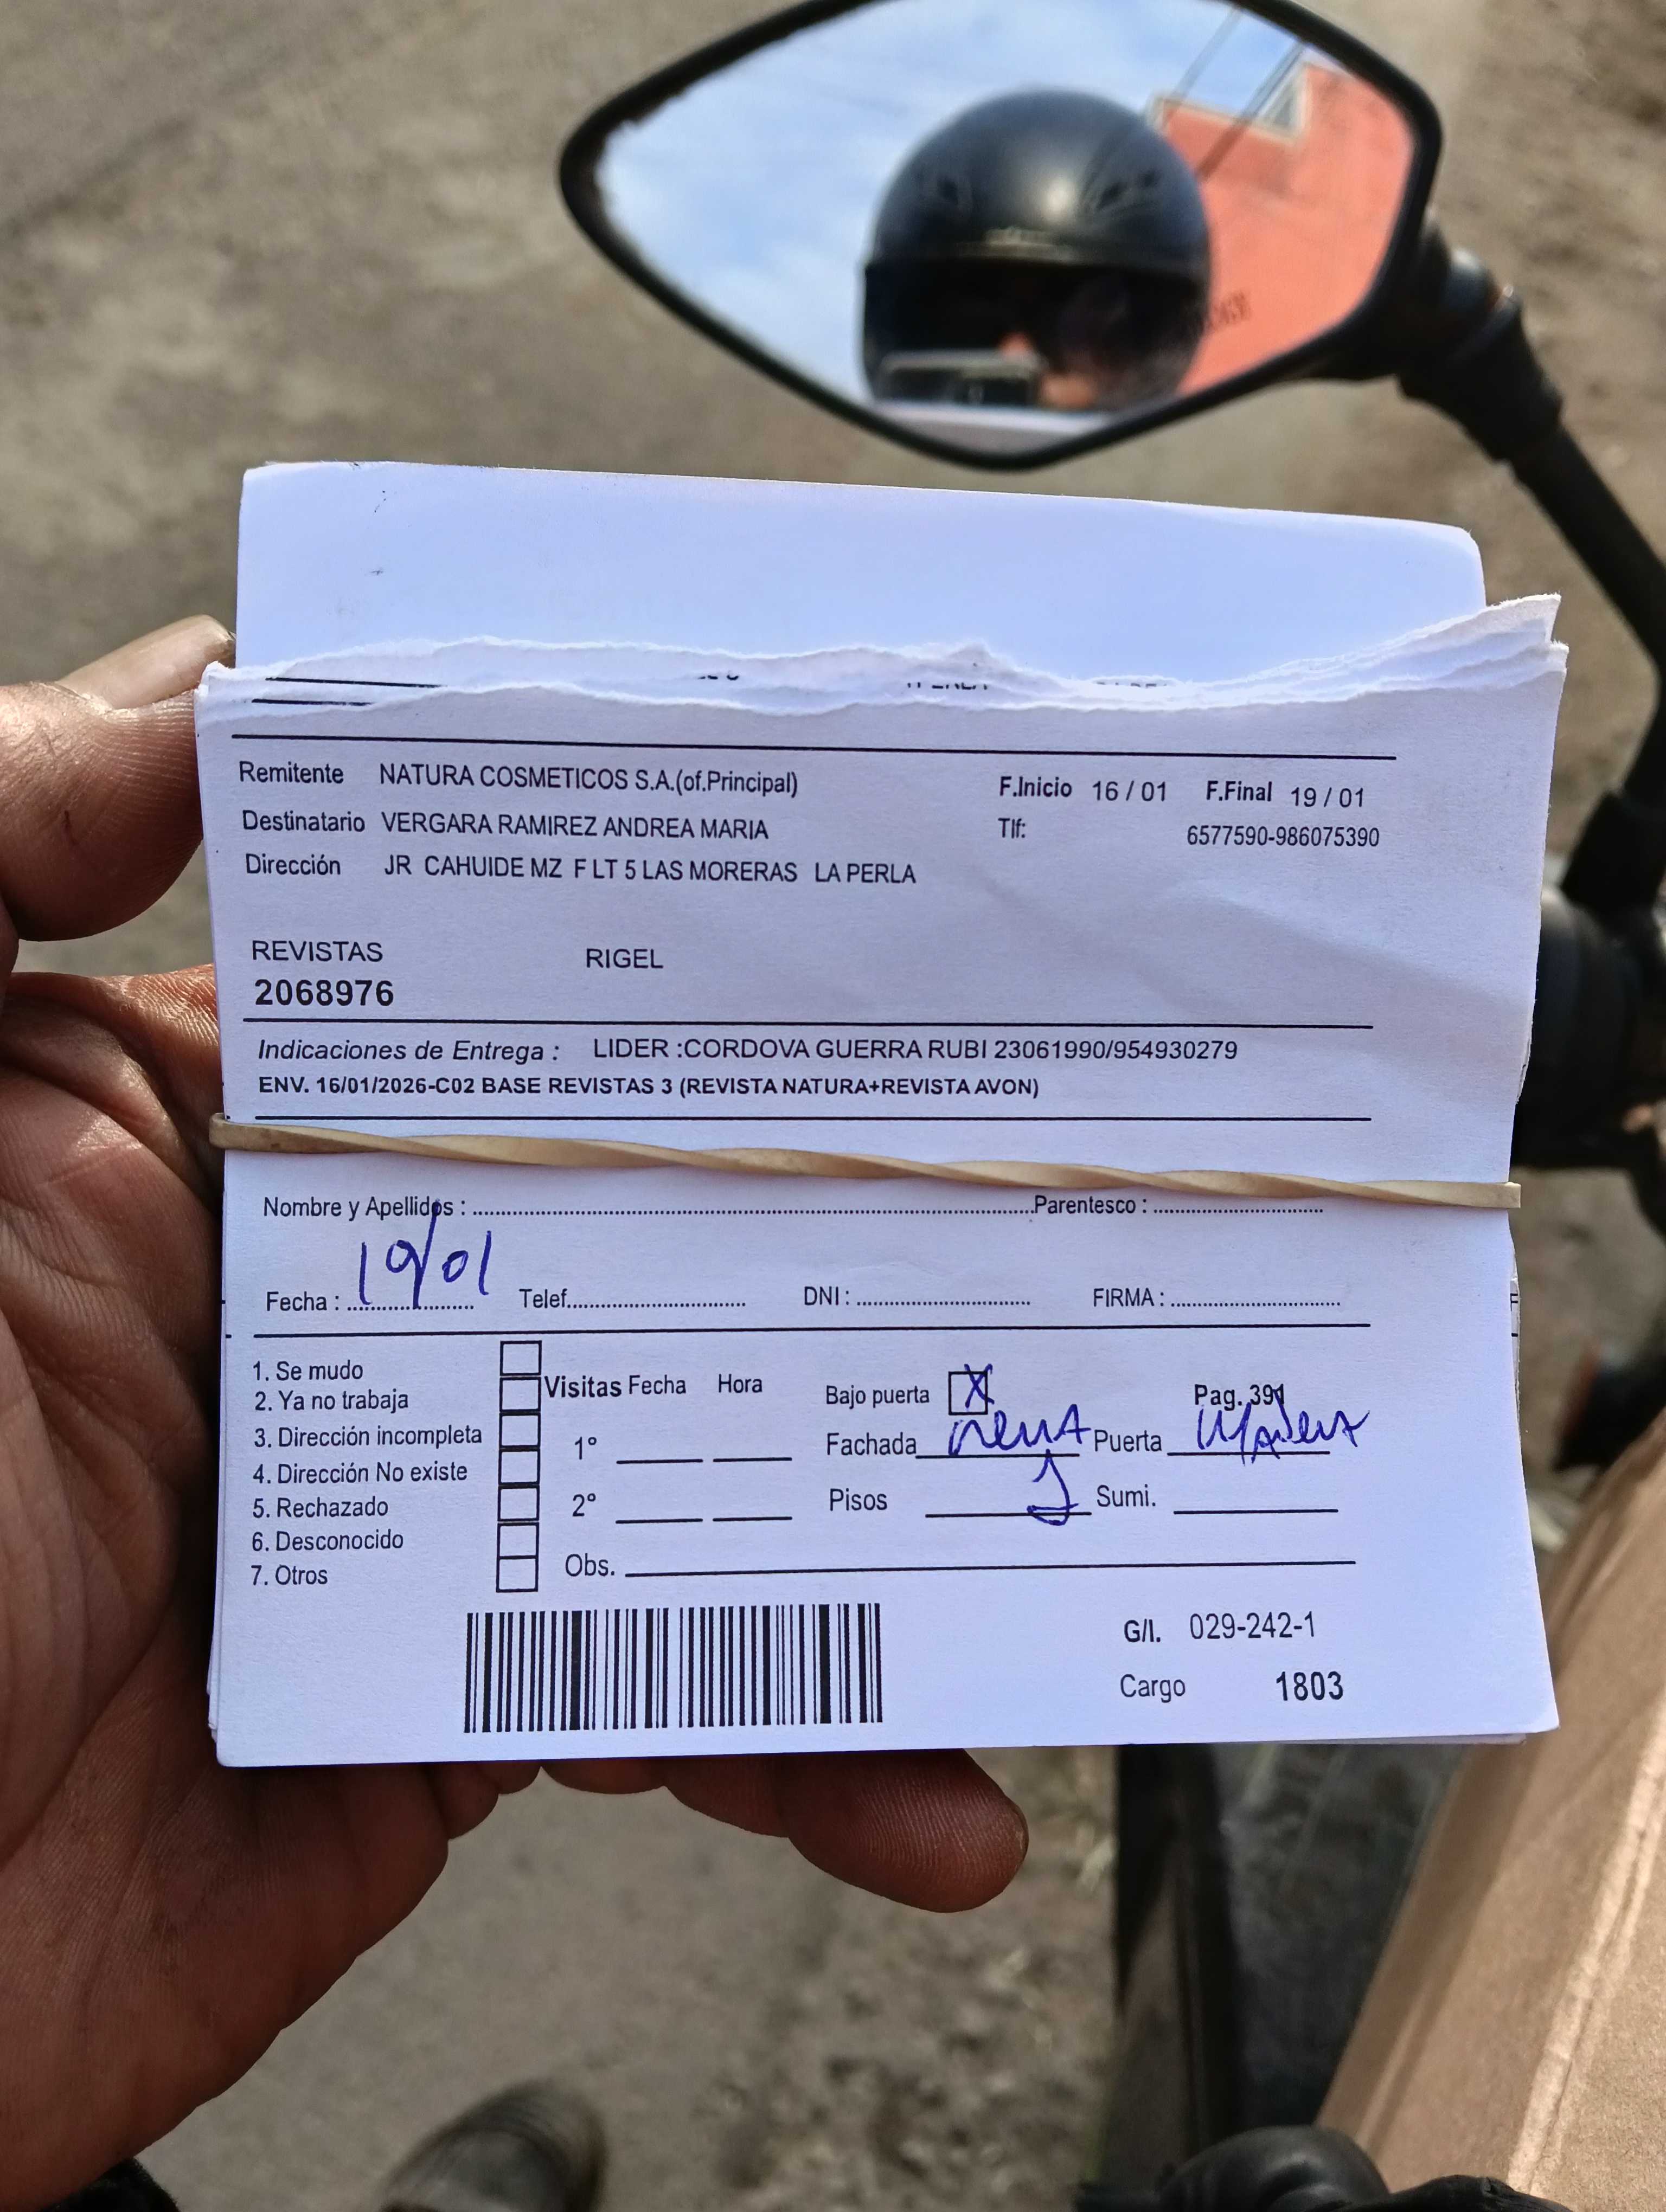 Remitente NATURA COSMETICOS S.A.(of.Principal) F.Inicio 16 / 01 F.Final 19 / 01
Destinatario VERGARA RAMIREZ ANDREA MARIA Tlf: 6577590-986075390
Dirección JR CAHUIDE MZ F LT 5 LAS MORERAS LA PERLA
REVISTAS RIGEL
2068976
Indicaciones de Entrega : LIDER :CORDOVA GUERRA RUBI 23061990/954930279
ENV. 16/01/2026-C02 BASE REVISTAS 3 (REVISTA NATURA+REVISTA AVON)
Nombre y Apellidos : Parentesco :
Fecha : 19/01 Telef. DNI : FIRMA :
1. Se mudo
2. Ya no trabaja
3. Dirección incompleta
4. Dirección No existe
5. Rechazado
6. Desconocido
7. Otros
Visitas Fecha Hora
1°
2°
Bajo puerta X Pag. 391
Fachada Puerta
Pisos 1 Sumi.
Obs.
G/I. 029-242-1
Cargo 1803